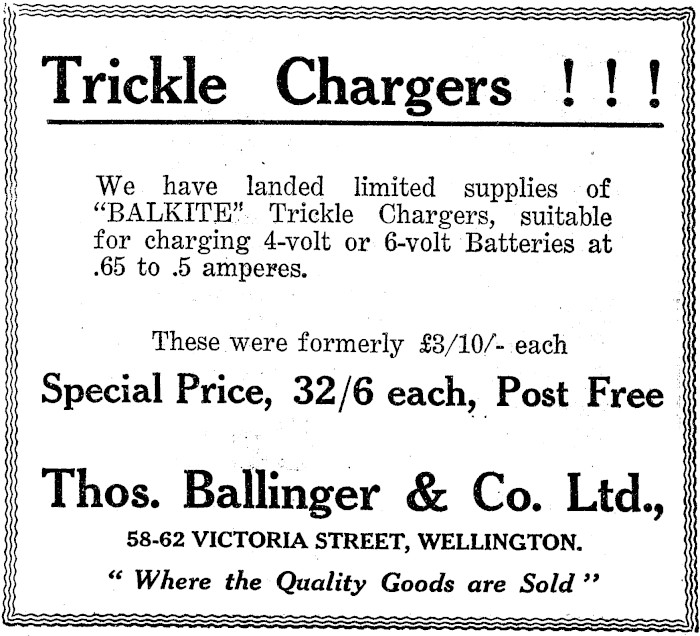 Trickle Chargers ! ! !
We have landed limited supplies of
“BALKITE” Trickle Chargers, suitable
for charging 4-volt or 6-volt Batteries at
.65 to .5 amperes.
These were formerly £3/10/- each
Special Price, 32/6 each, Post Free
Thos. Ballinger & Co. Ltd.,
58-62 VICTORIA STREET, WELLINGTON.
“ Where the Quality Goods are Sold ”